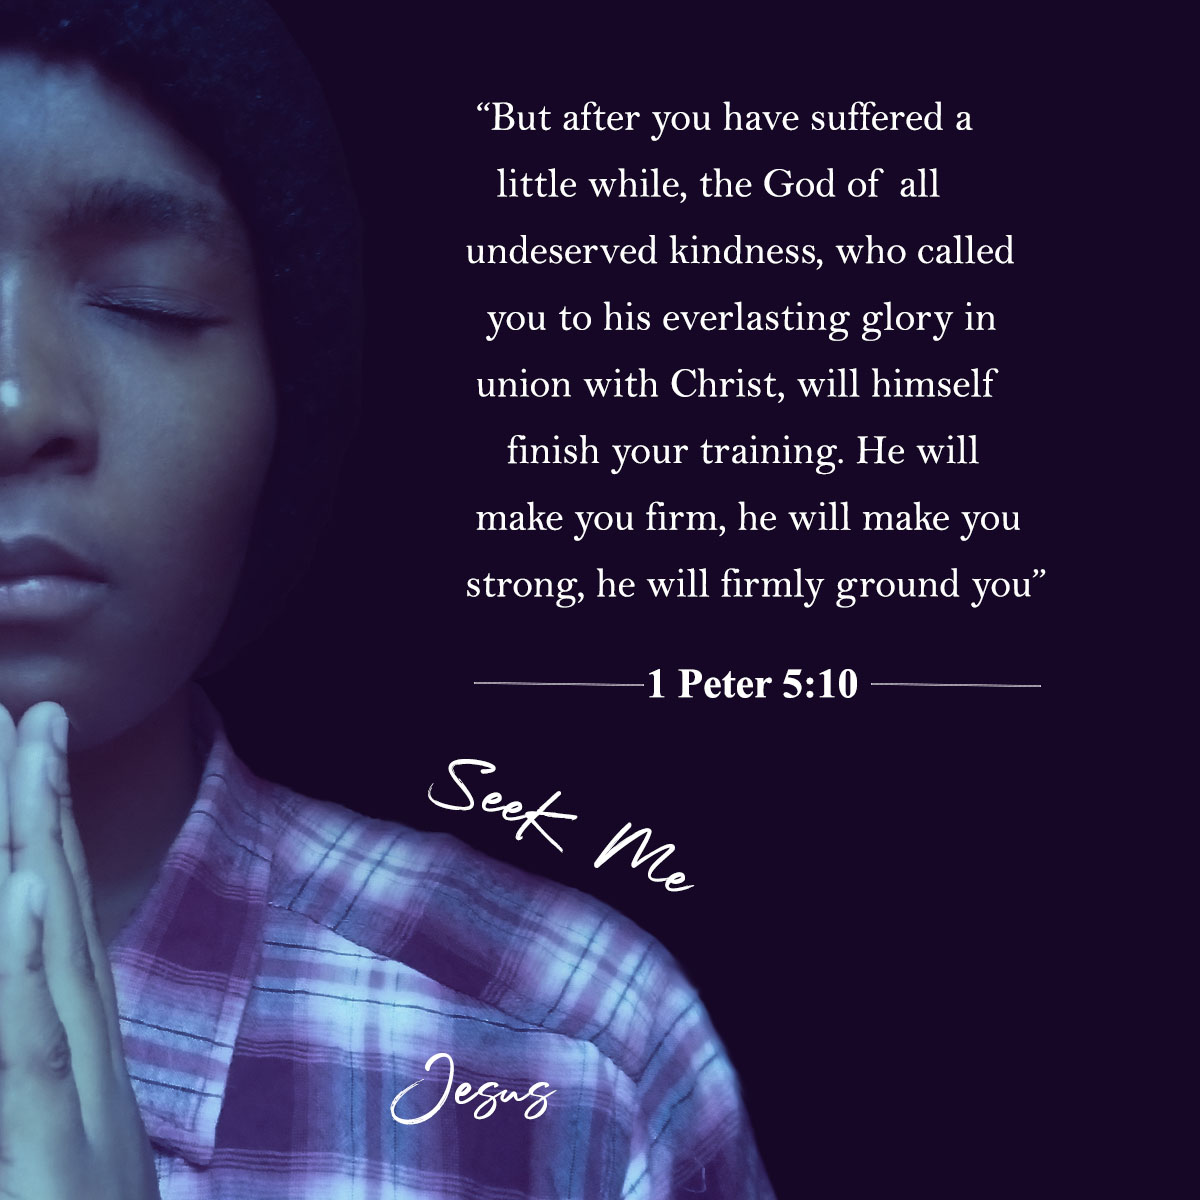 “But after you have suffered a
little while, the God of all
undeserved kindness, who called
you to his everlasting glory in
union with Christ, will himself
finish your training. He will
make you firm, he will make you
strong, he will firmly ground you”
1 Peter 5:10
Seek Me
Jesus